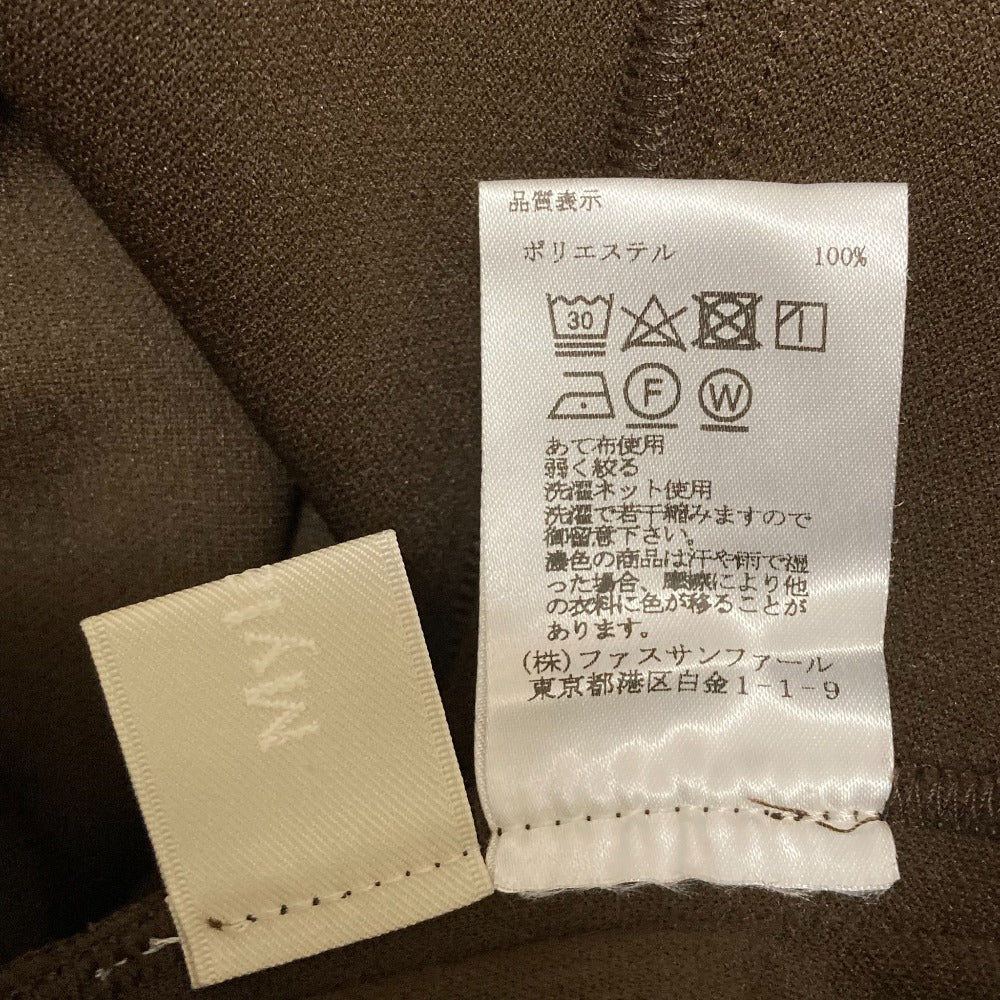 品質表示
ポリエステル 100%
30
F W
あて布使用
弱く絞る
洗濯ネット使用
洗濯で若干縮みますので
御留意下さい。
濃色の商品は汗や雨で湿
った場合、摩擦により他
の衣料に色が移ることが
あります。
(株)ファスサンファール
東京都港区白金1-1-9